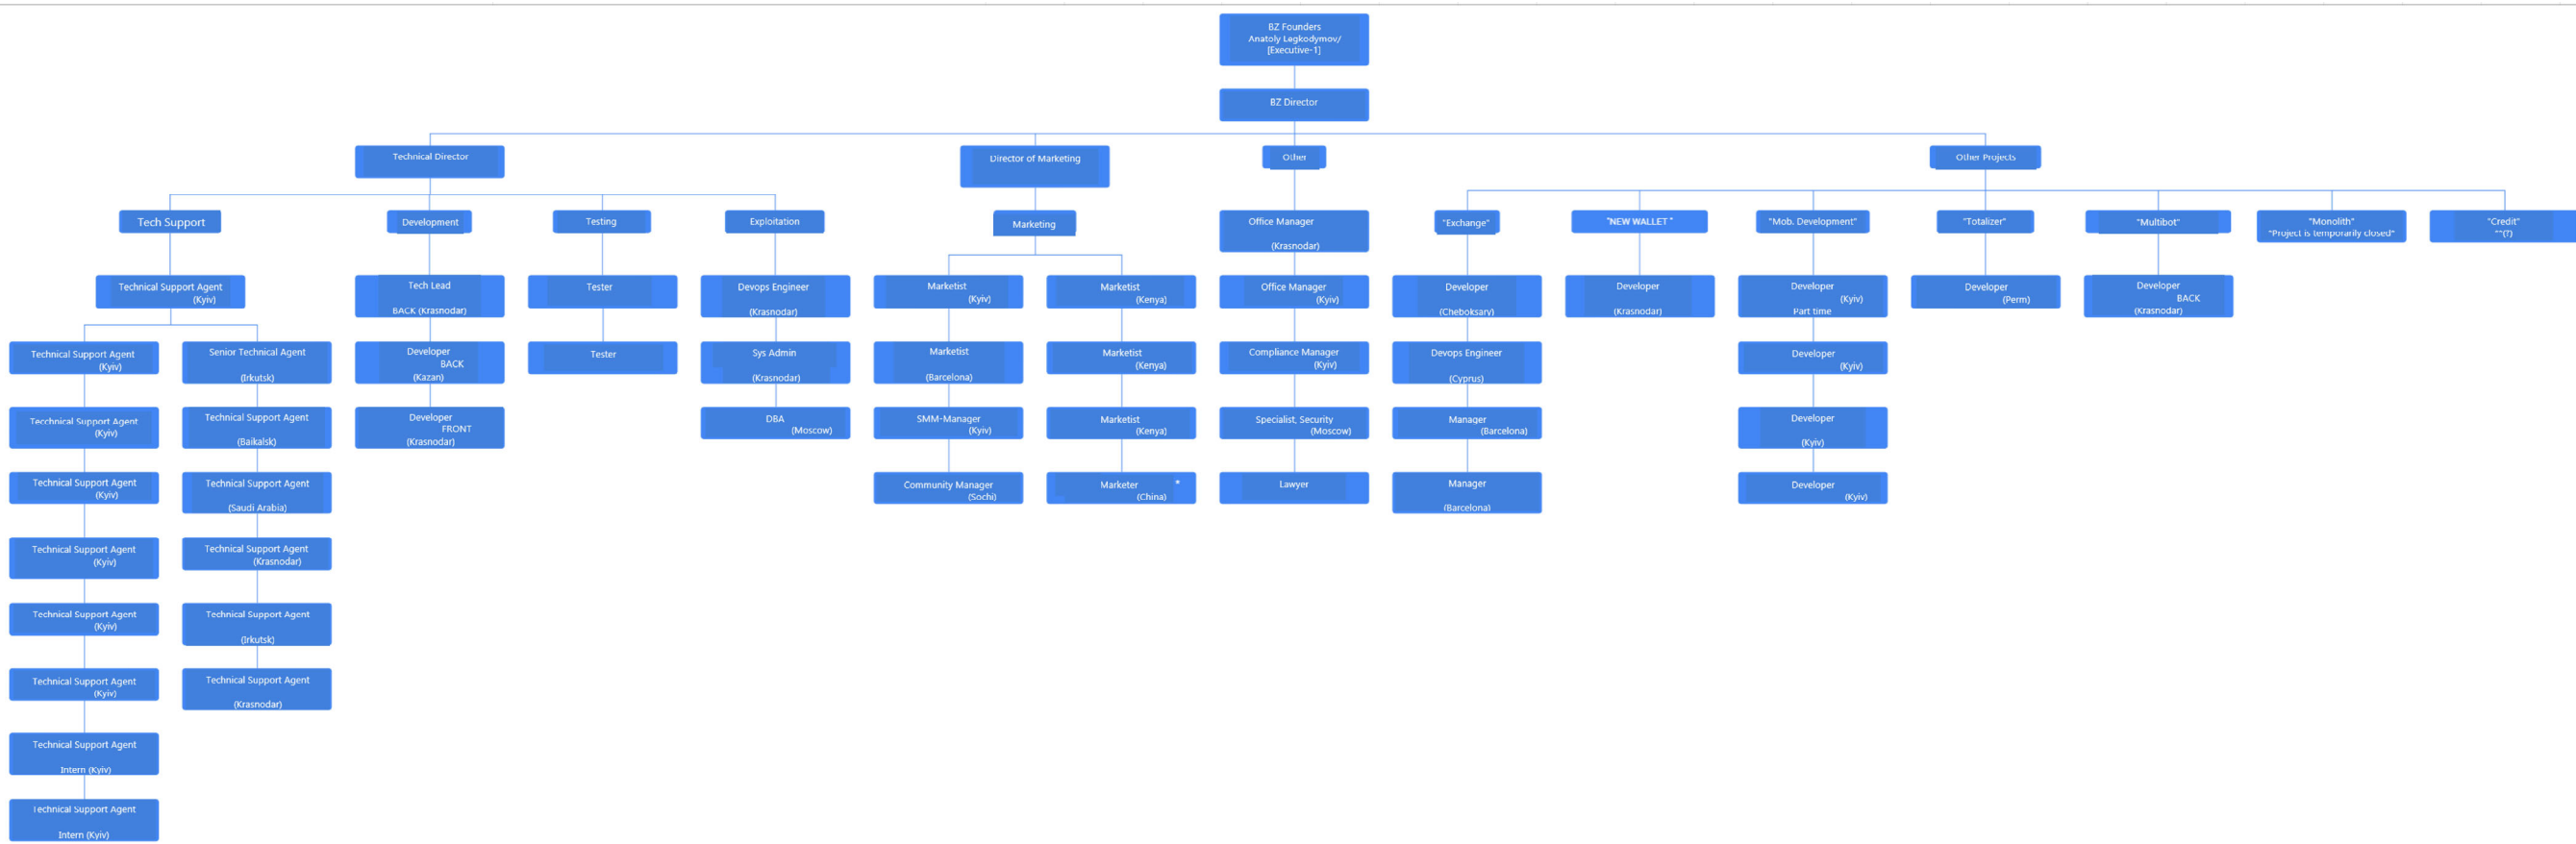 BZ Founders
Anatoly Legkodymov/
[Executive-1]
BZ Director
Technical Director
Director of Marketing
Other
Other Projects
Tech Support
Development
Testing
Exploitation
Marketing
Office Manager
(Krasnodar)
"Exchange"
"NEW WALLET "
"Mob. Development"
"Totalizer"
"Multibot"
"Monolith"
"Project is temporarily closed"
"Credit"
Technical Support Agent
(Kyiv)
Tech Lead
BACK (Krasnodar)
Tester
Devops Engineer
(Krasnodar)
Marketist
(Kyiv)
Marketist
(Kenya)
Office Manager
(Kyiv)
Developer
(Cheboksary)
Developer
(Krasnodar)
Developer
(Kyiv)
Part time
Developer
(Perm)
Developer
BACK
(Krasnodar)
Technical Support Agent
(Kyiv)
Senior Technical Agent
(Irkutsk)
Developer
BACK
(Kazan)
Tester
Sys Admin
(Krasnodar)
Marketist
(Barcelona)
Marketist
(Kenya)
Compliance Manager
(Kyiv)
Devops Engineer
(Cyprus)
Developer
(Kyiv)
Tecchnical Support Agent
(Kyiv)
Technical Support Agent
(Baikalsk)
Developer
FRONT
(Krasnodar)
DBA
(Moscow)
SMM-Manager
(Kyiv)
Marketist
(Kenya)
Specialist, Security
(Moscow)
Manager
(Barcelona)
Developer
(Kyiv)
Technical Support Agent
(Kyiv)
Technical Support Agent
(Saudi Arabia)
Community Manager
(Sochi)
Marketer *
(China)
Lawyer
Manager
(Barcelona)
Developer
(Kyiv)
Technical Support Agent
(Kyiv)
Technical Support Agent
(Krasnodar)
Technical Support Agent
(Kyiv)
Technical Support Agent
(Irkutsk)
Technical Support Agent
(Kyiv)
Technical Support Agent
(Krasnodar)
Technical Support Agent
Intern (Kyiv)
Technical Support Agent
Intern (Kyiv)